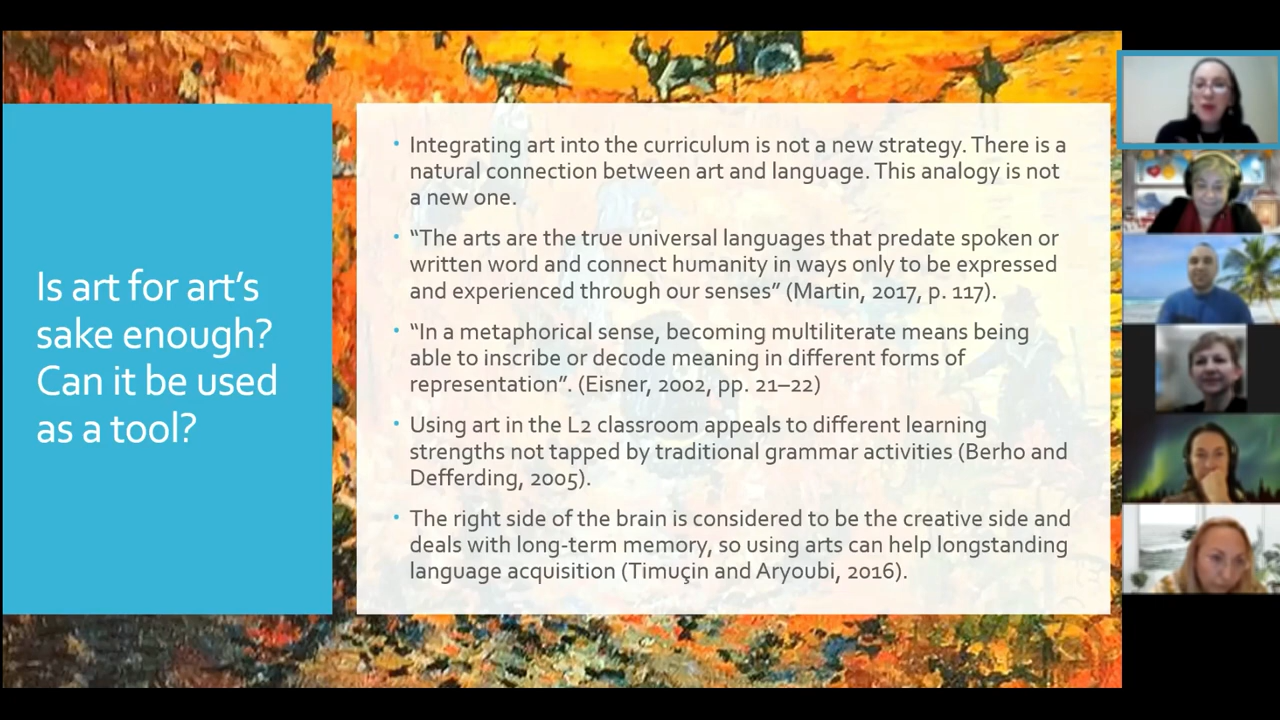 Is art for art’s
sake enough?
Can it be used
as a tool?
• Integrating art into the curriculum is not a new strategy. There is a
natural connection between art and language. This analogy is not
a new one.
• “The arts are the true universal languages that predate spoken or
written word and connect humanity in ways only to be expressed
and experienced through our senses” (Martin, 2017, p. 117).
• “In a metaphorical sense, becoming multiliterate means being
able to inscribe or decode meaning in different forms of
representation”. (Eisner, 2002, pp. 21–22)
• Using art in the L2 classroom appeals to different learning
strengths not tapped by traditional grammar activities (Berho and
Defferding, 2005).
• The right side of the brain is considered to be the creative side and
deals with long-term memory, so using arts can help longstanding
language acquisition (Timuçin and Aryoubi, 2016).